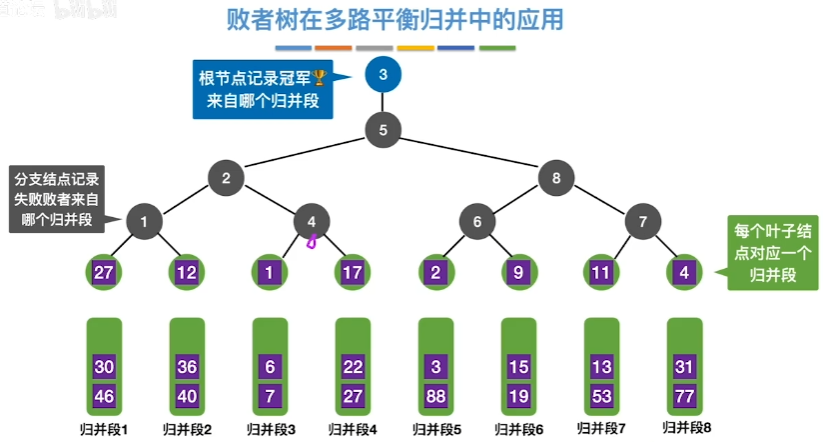 败者树在多路平衡归并中的应用
根节点记录冠军🏆
来自哪个归并段
3
5
分支结点记录
失败败者来自
哪个归并段
2
8
1
4
6
7
每个叶子结
点对应一个
归并段
27 12 1 17 2 9 11 4
30 36 6 22 3 15 13 31
46 40 7 27 88 19 53 77
归并段1 归并段2 归并段3 归并段4 归并段5 归并段6 归并段7 归并段8